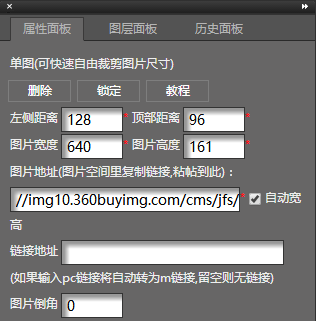 属性面板 图层面板 历史面板
单图(可快速自由裁剪图片尺寸)
删除 锁定 教程
左侧距离 128 * 顶部距离 96 *
图片宽度 640 * 图片高度 161 *
图片地址(图片空间里复制链接,粘帖到此)：
//img10.360buyimg.com/cms/jfs/ * 自动宽
高
链接地址
(如果输入pc链接将自动转为m链接,留空则无链接)
图片倒角 0